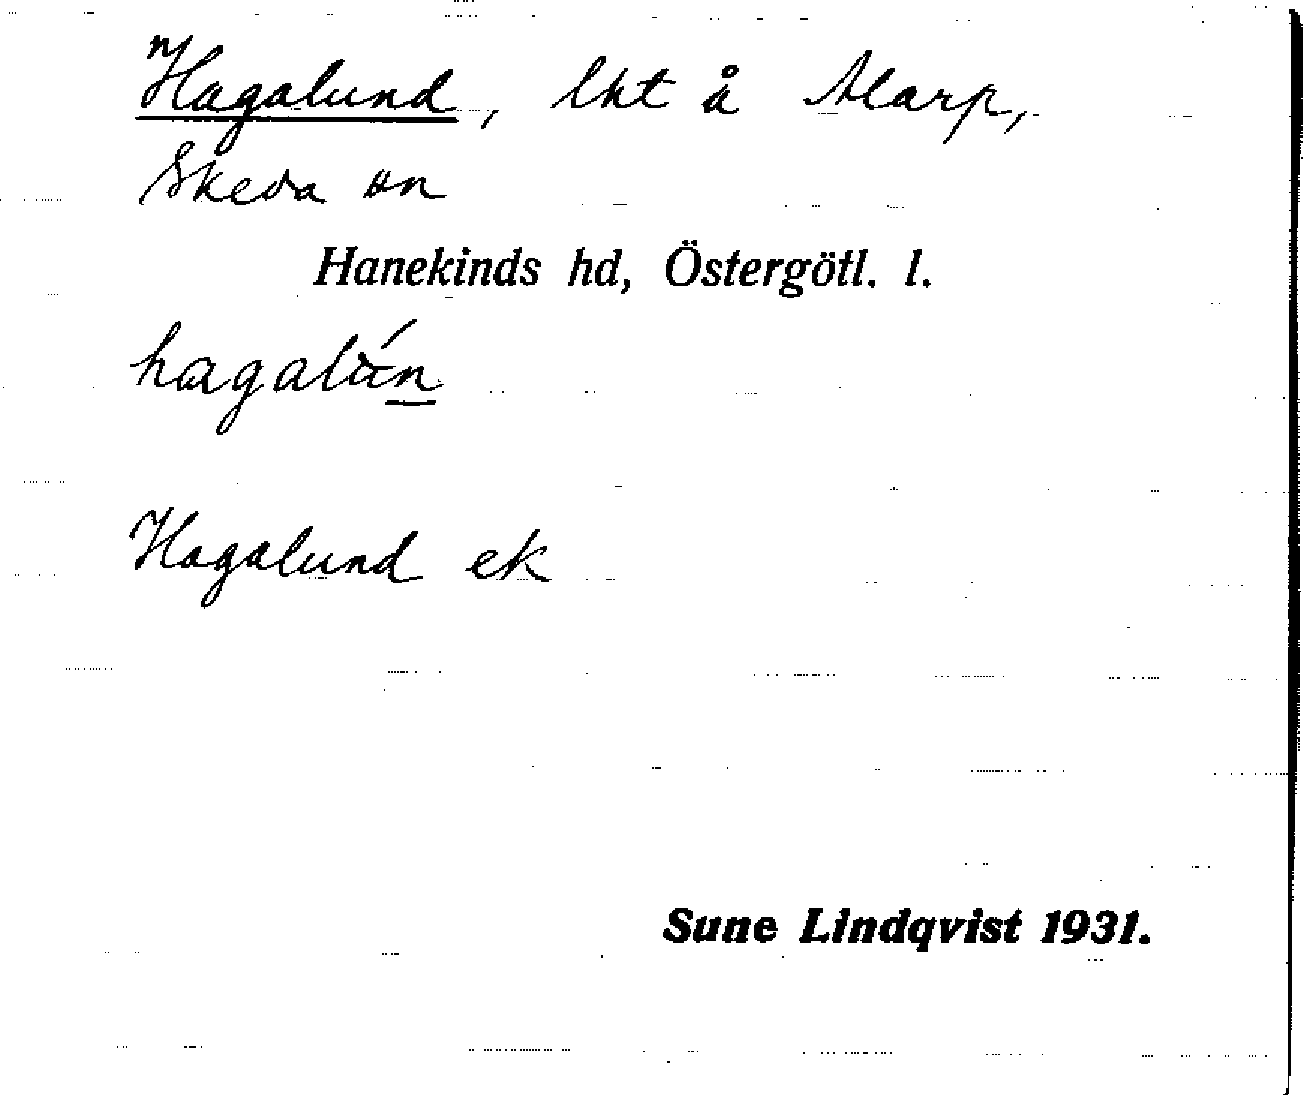 Hagalund, lht å Marp,
Skeda sn
Hanekinds hd, Östergötl. l.
hagalún
Hagalund ek
Sune Lindqvist 1931.